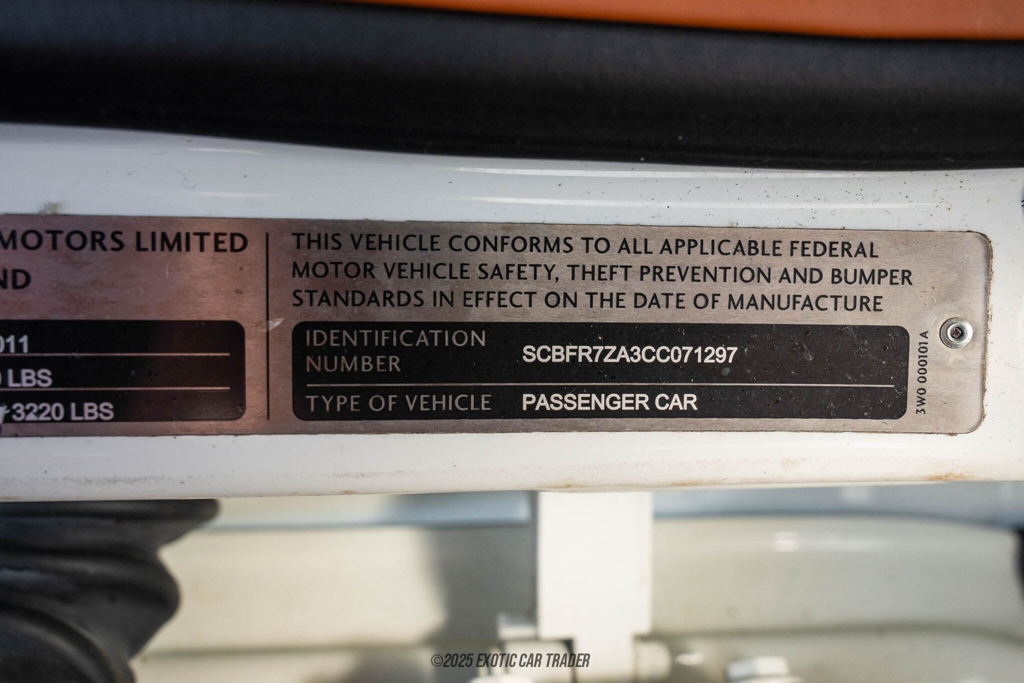 MOTORS LIMITED
ND
011
0 LBS
3220 LBS
THIS VEHICLE CONFORMS TO ALL APPLICABLE FEDERAL
MOTOR VEHICLE SAFETY, THEFT PREVENTION AND BUMPER
STANDARDS IN EFFECT ON THE DATE OF MANUFACTURE
IDENTIFICATION
NUMBER
SCBFR7ZA3CC071297
TYPE OF VEHICLE PASSENGER CAR
3W0 000101A
©2025 EXOTIC CAR TRADER